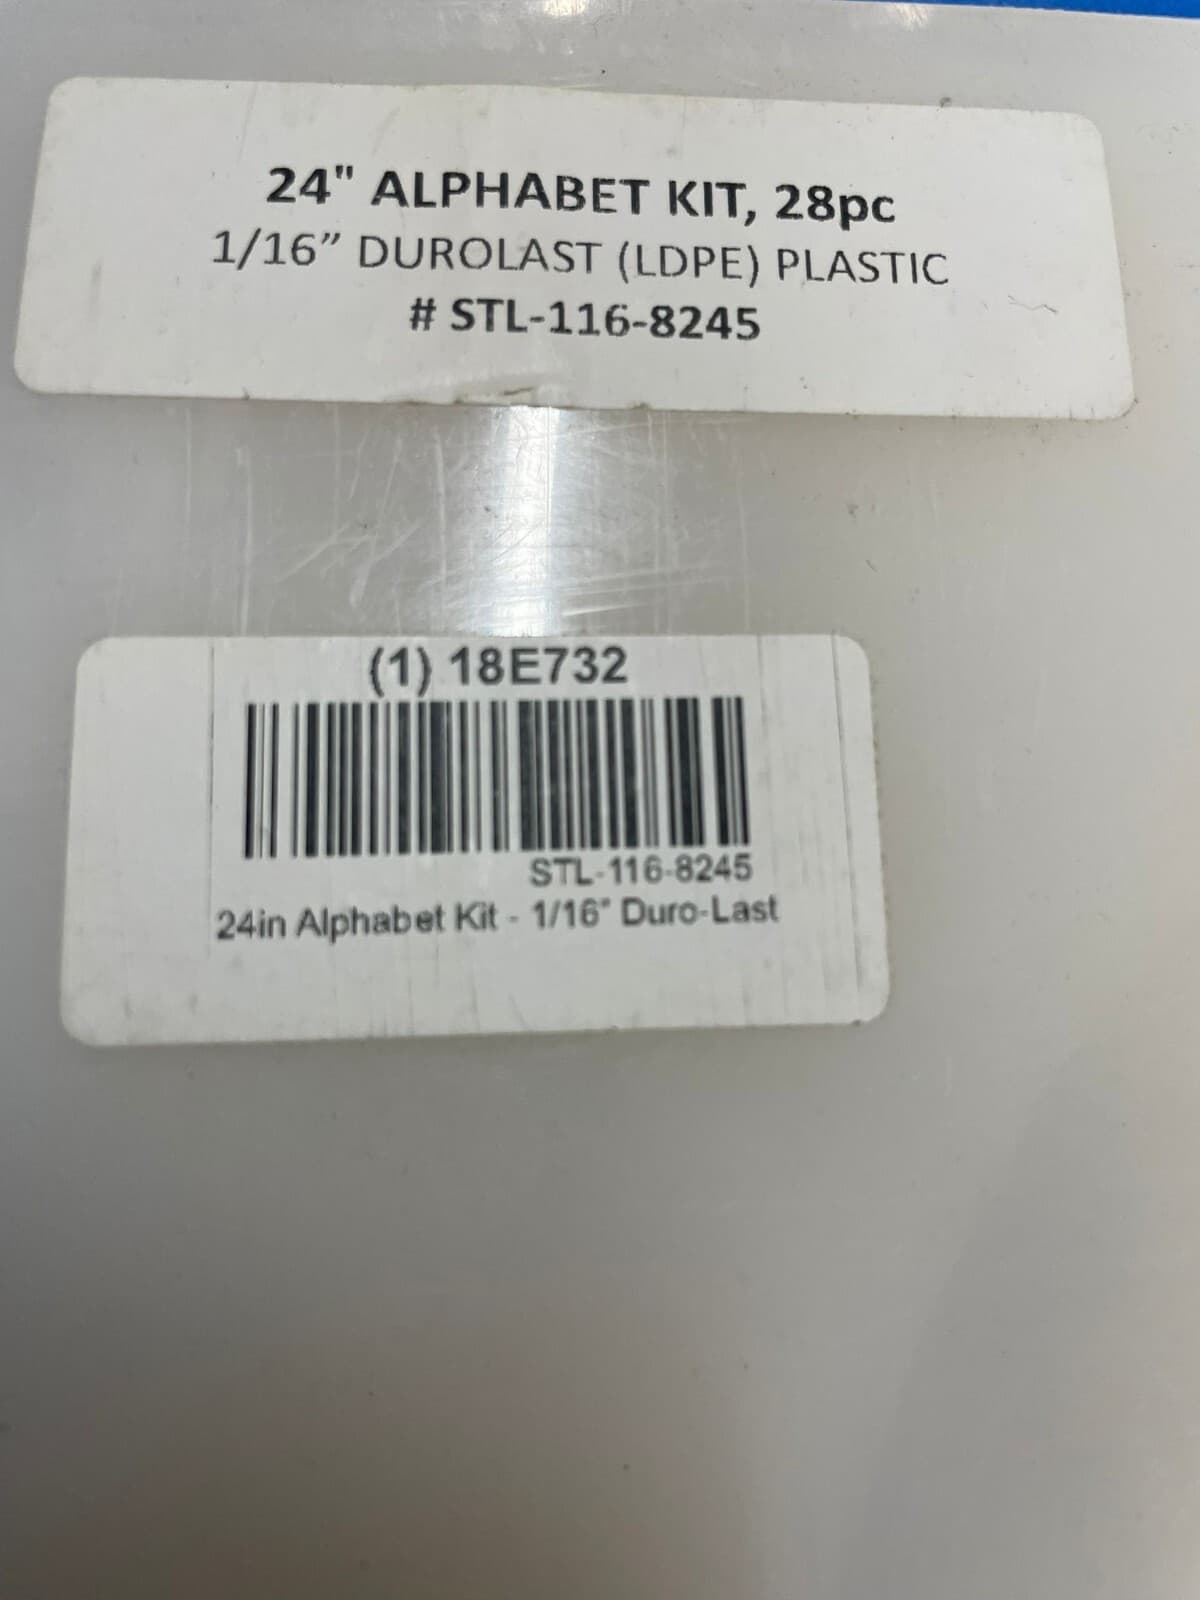 24" ALPHABET KIT, 28pc
1/16” DUROLAST (LDPE) PLASTIC
# STL-116-8245
(1) 18E732
STL-116-8245
24in Alphabet Kit - 1/16" Duro-Last